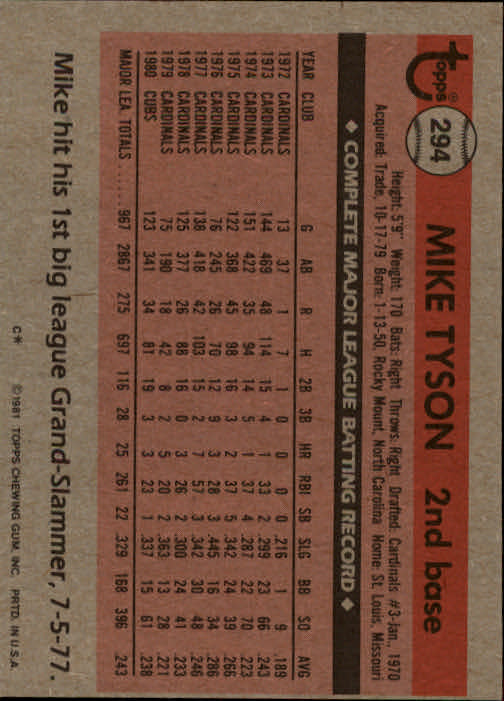 topps®
294
MIKE TYSON 2nd base
Height: 5'9" Weight: 170 Bats: Right Throws: Right Drafted: Cardinals #3-Jan., 1970
Acquired: Trade, 10-17-79 Born: 1-13-50, Rocky Mount, North Carolina Home: St. Louis, Missouri
◆ COMPLETE MAJOR LEAGUE BATTING RECORD ◆
YEAR CLUB G AB R H 2B 3B HR RBI SB SLG BB SO AVG
1972 CARDINALS 13 37 1 7 1 0 0 0 0 .216 1 9 .189
1973 CARDINALS 144 469 48 114 15 4 1 33 2 .299 23 66 .243
1974 CARDINALS 151 422 35 94 14 5 1 37 4 .287 22 70 .223
1975 CARDINALS 122 368 45 98 16 3 2 37 5 .342 24 39 .266
1976 CARDINALS 76 245 26 70 12 9 3 28 3 .445 16 34 .286
1977 CARDINALS 138 418 42 103 15 2 7 57 3 .342 30 48 .246
1978 CARDINALS 125 377 26 88 16 0 3 26 2 .300 24 41 .233
1979 CARDINALS 75 190 18 42 8 2 5 20 2 .363 13 28 .221
1980 CUBS 123 341 34 81 19 3 3 23 1 .337 15 61 .238
MAJOR LEA. TOTALS ...... 967 2867 275 697 116 28 25 261 22 .329 168 396 .243
Mike hit his 1st big league Grand-Slammer, 7-5-77.
C* ©1981 TOPPS CHEWING GUM, INC. PRTD. IN U.S.A.